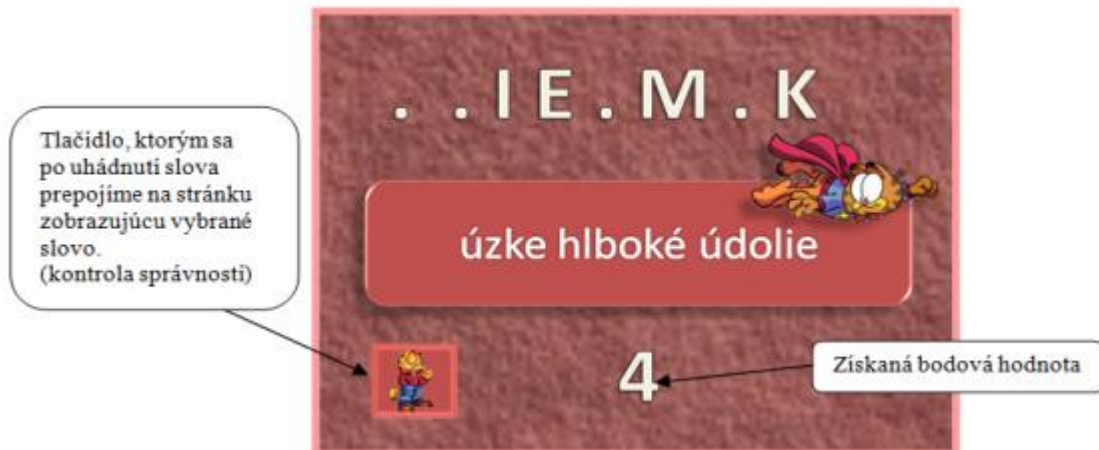 . . I E . M . K
Tlačidlo, ktorým sa
po uhádnutí slova
prepojíme na stránku
zobrazujúcu vybrané
slovo.
(kontrola správnosti)
úzke hlboké údolie
4
Získaná bodová hodnota